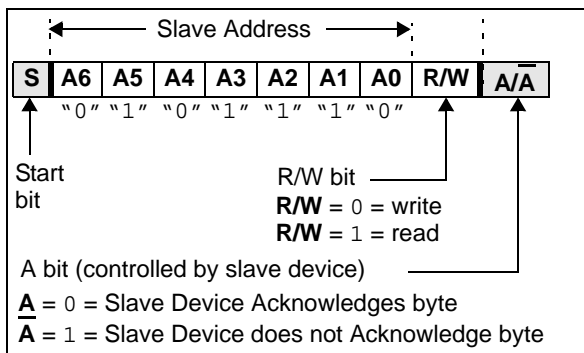 Slave Address
S A6 A5 A4 A3 A2 A1 A0 R/W A/A̅
“0” “1” “0” “1” “1” “1” “0”
Start
bit
R/W bit
R/W = 0 = write
R/W = 1 = read
A bit (controlled by slave device)
A = 0 = Slave Device Acknowledges byte
A̅ = 1 = Slave Device does not Acknowledge byte